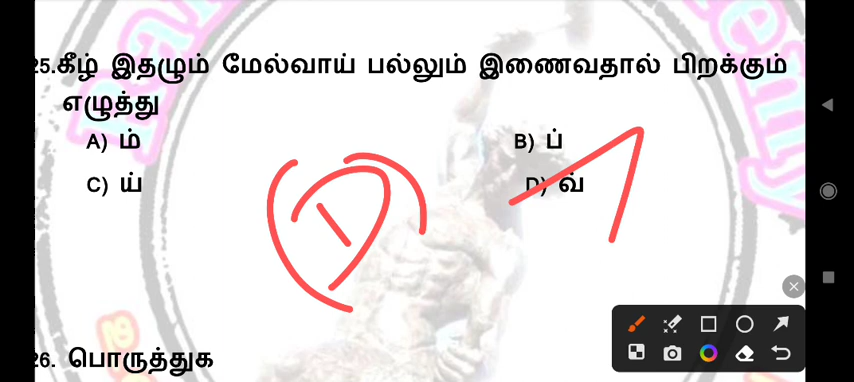 25.கீழ் இதழும் மேல்வாய் பல்லும் இணைவதால் பிறக்கும்
எழுத்து
A) ம்
B) ப்
C) ய்
D) வ்
D
26. பொருத்துக